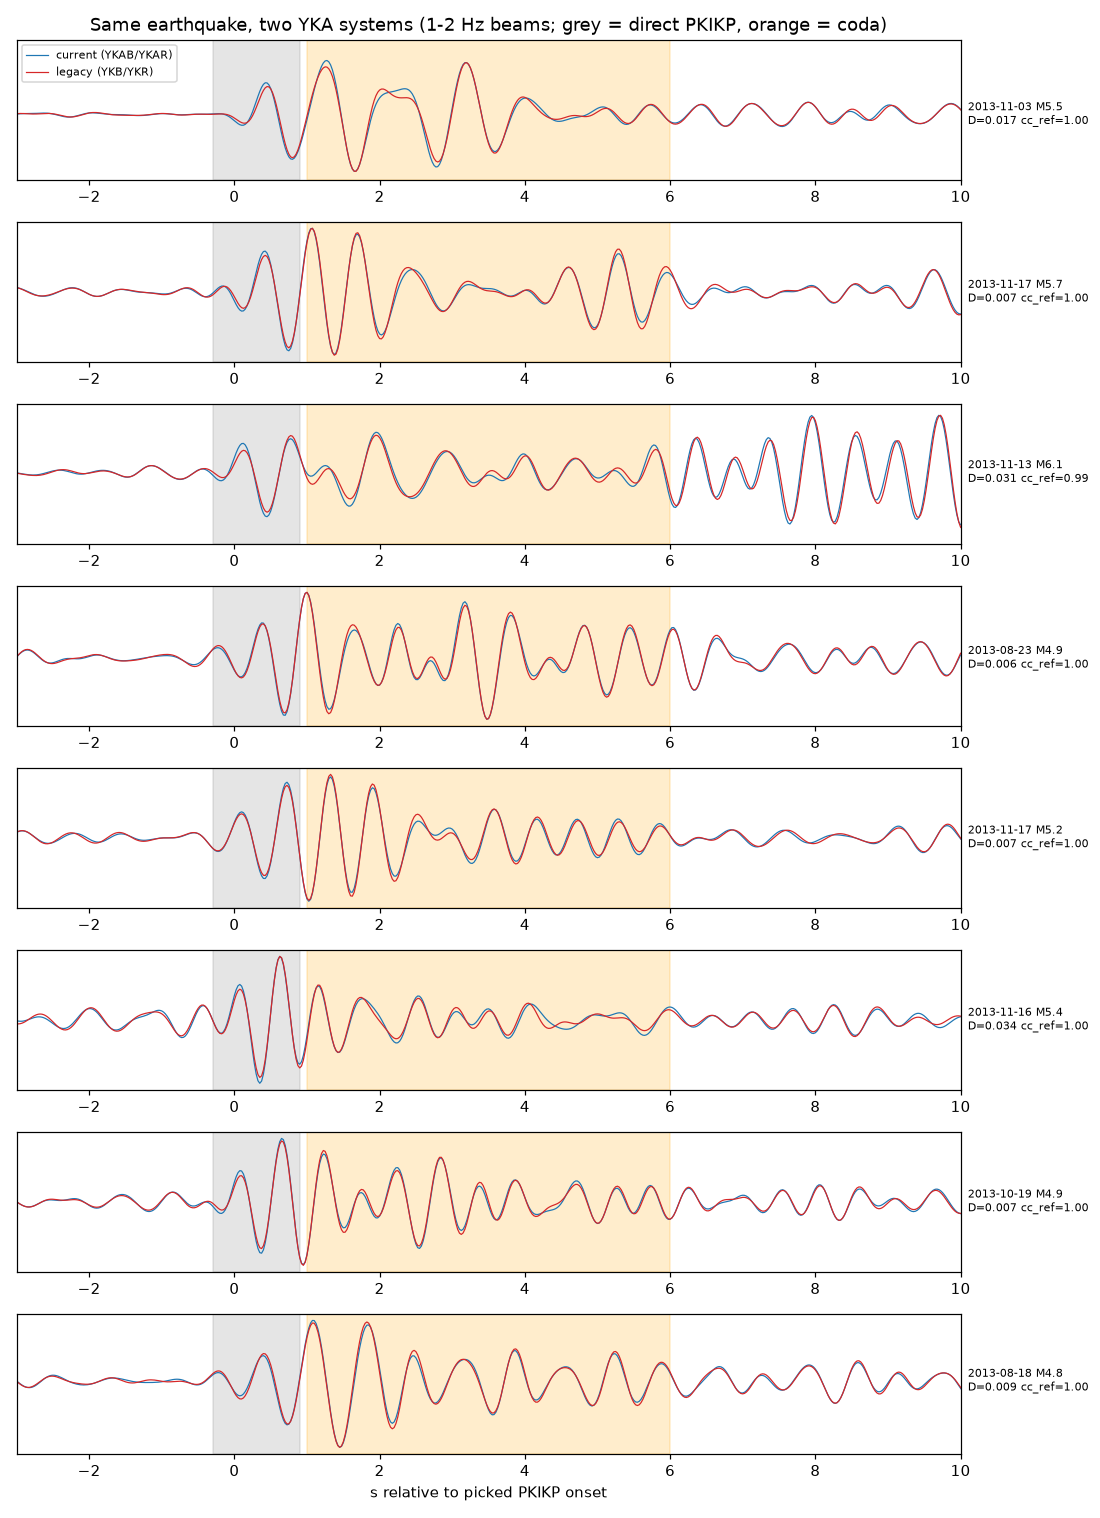 Same earthquake, two YKA systems (1-2 Hz beams; grey = direct PKIKP, orange = coda)
current (YKAB/YKAR)
legacy (YKB/YKR)
2013-11-03 M5.5
D=0.017 cc_ref=1.00
−2 0 2 4 6 8 10
2013-11-17 M5.7
D=0.007 cc_ref=1.00
−2 0 2 4 6 8 10
2013-11-13 M6.1
D=0.031 cc_ref=0.99
−2 0 2 4 6 8 10
2013-08-23 M4.9
D=0.006 cc_ref=1.00
−2 0 2 4 6 8 10
2013-11-17 M5.2
D=0.007 cc_ref=1.00
−2 0 2 4 6 8 10
2013-11-16 M5.4
D=0.034 cc_ref=1.00
−2 0 2 4 6 8 10
2013-10-19 M4.9
D=0.007 cc_ref=1.00
−2 0 2 4 6 8 10
2013-08-18 M4.8
D=0.009 cc_ref=1.00
−2 0 2 4 6 8 10
s relative to picked PKIKP onset